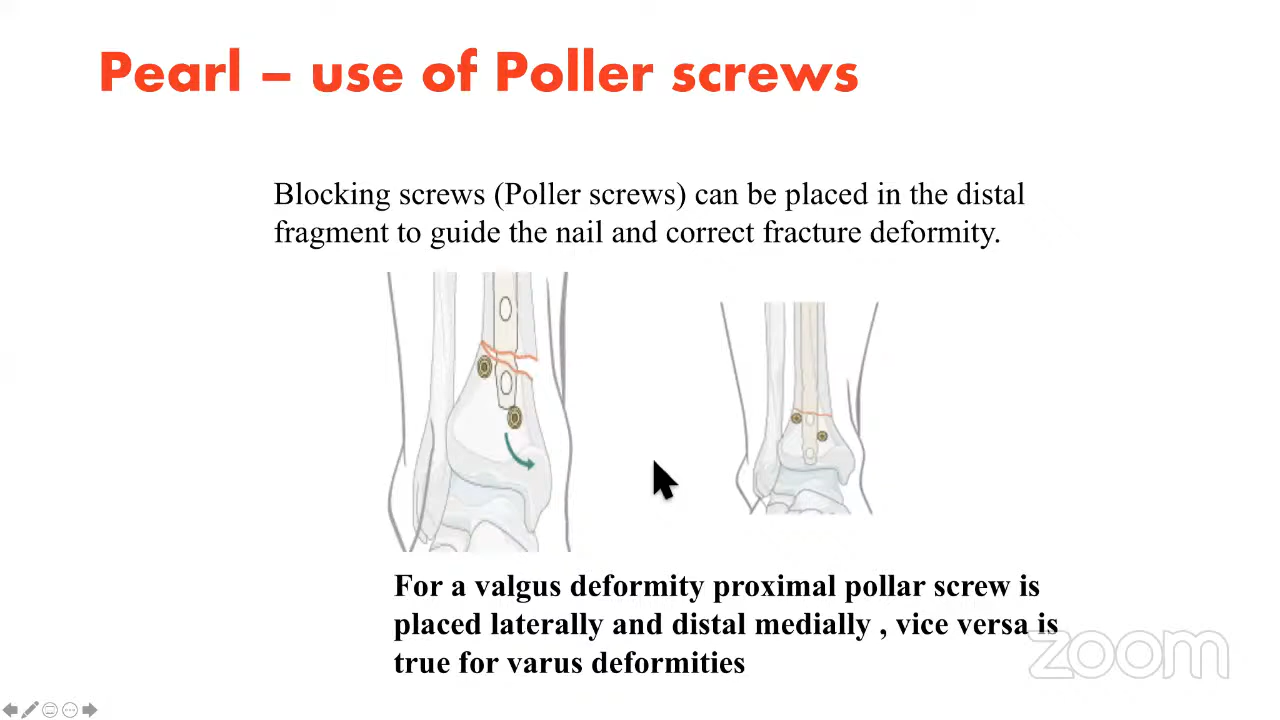 Pearl – use of Poller screws
Blocking screws (Poller screws) can be placed in the distal
fragment to guide the nail and correct fracture deformity.
For a valgus deformity proximal pollar screw is
placed laterally and distal medially , vice versa is
true for varus deformities
zoom